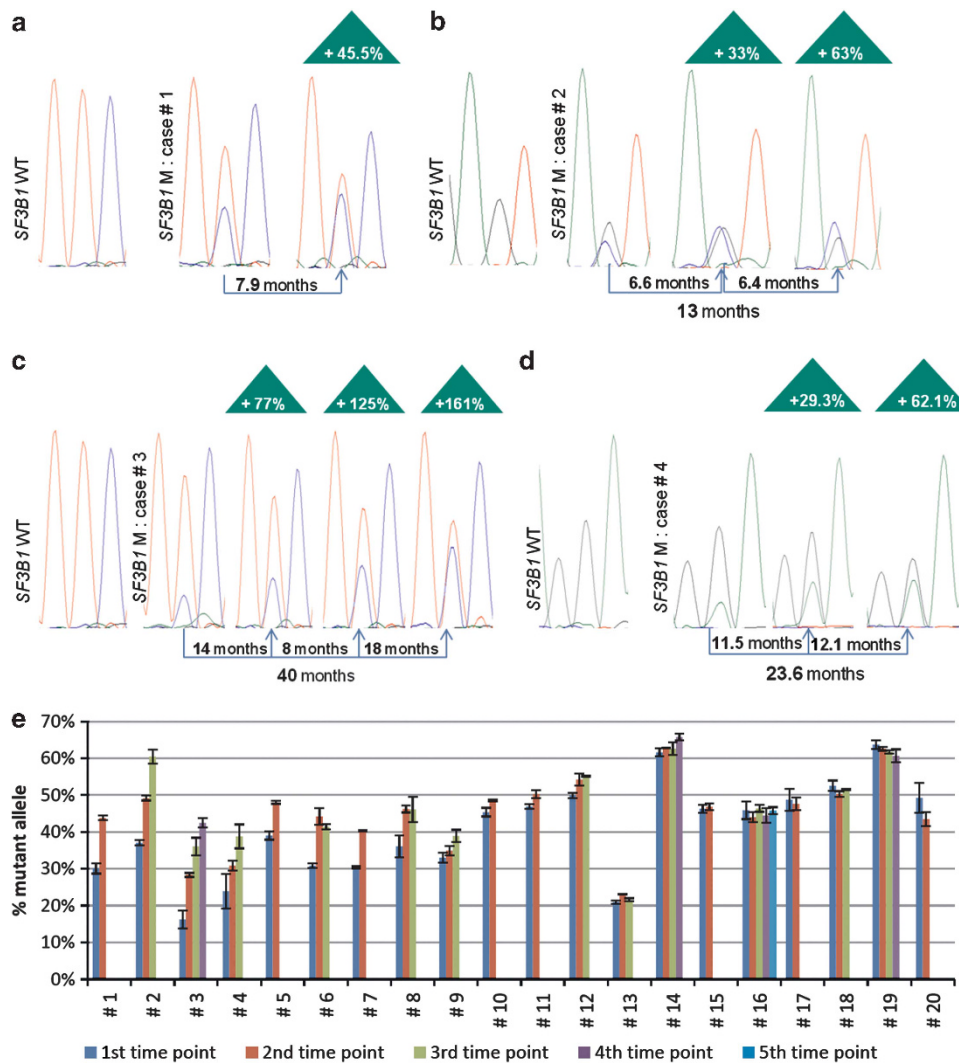 a
+ 45.5%
SF3B1 WT
SF3B1 M : case # 1
7.9 months
b
+ 33%
+ 63%
SF3B1 WT
SF3B1 M : case # 2
6.6 months
6.4 months
13 months
c
+ 77%
+ 125%
+161%
SF3B1 WT
SF3B1 M : case # 3
14 months
8 months
18 months
40 months
d
+29.3%
+ 62.1%
SF3B1 WT
SF3B1 M : case # 4
11.5 months
12.1 months
23.6 months
e
% mutant allele
70%
60%
50%
40%
30%
20%
10%
0%
# 1
# 2
# 3
# 4
# 5
# 6
# 7
# 8
# 9
# 10
# 11
# 12
# 13
# 14
# 15
# 16
# 17
# 18
# 19
# 20
1st time point 2nd time point 3rd time point 4th time point 5th time point